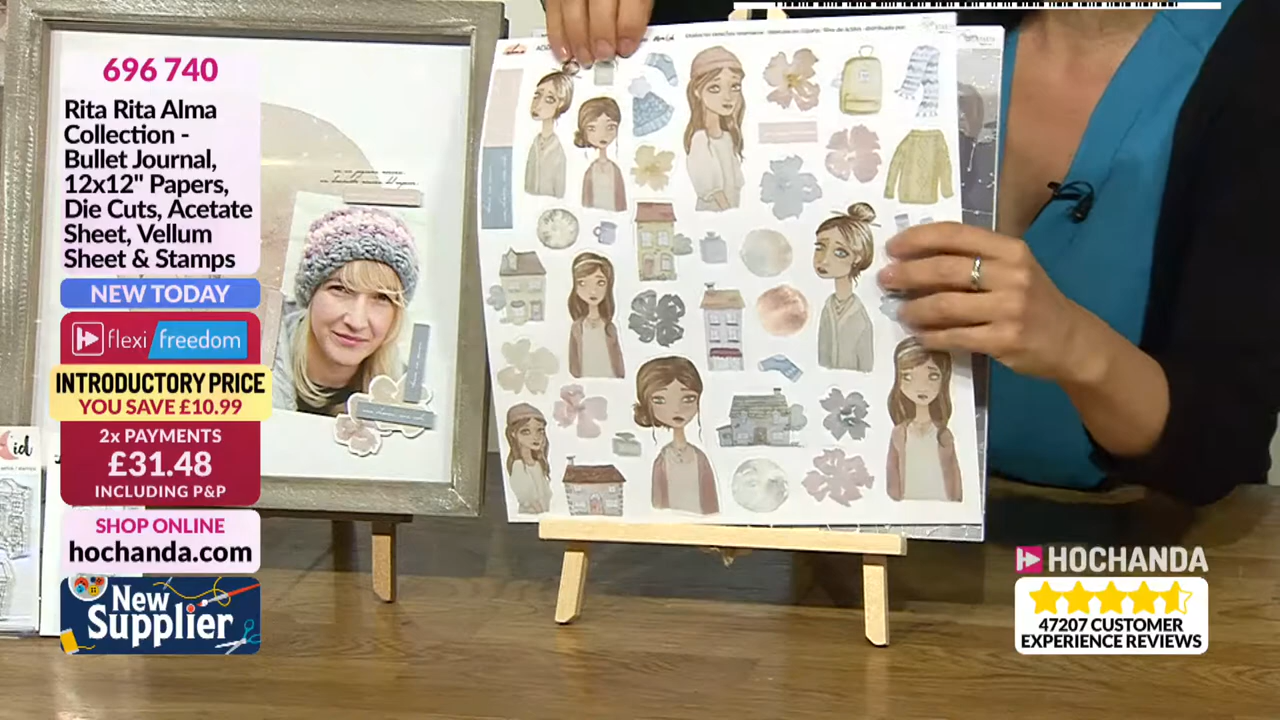 696 740
Rita Rita Alma
Collection -
Bullet Journal,
12x12" Papers,
Die Cuts, Acetate
Sheet, Vellum
Sheet & Stamps
NEW TODAY
flexi freedom
INTRODUCTORY PRICE
YOU SAVE £10.99
2x PAYMENTS
£31.48
INCLUDING P&P
SHOP ONLINE
hochanda.com
New
Supplier
HOCHANDA
47207 CUSTOMER
EXPERIENCE REVIEWS